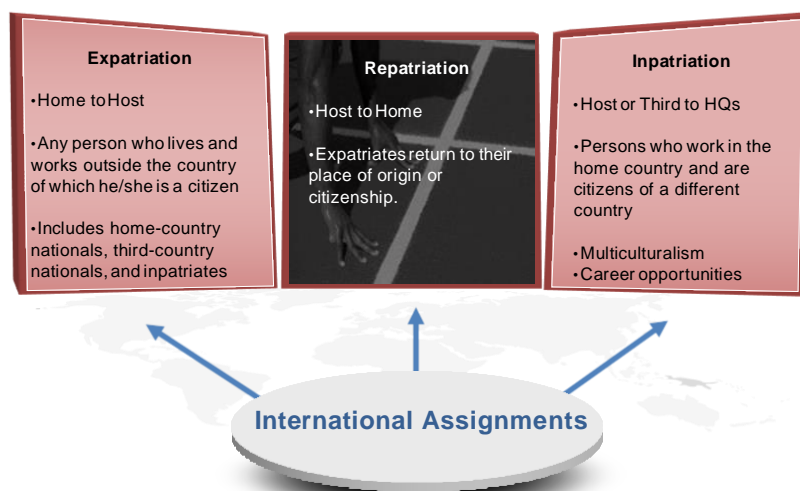 Expatriation
•Home to Host
•Any person who lives and
works outside the country
of which he/she is a citizen
•Includes home-country
nationals, third-country
nationals, and inpatriates
Repatriation
•Host to Home
•Expatriates return to their
place of origin or
citizenship.
Inpatriation
•Host or Third to HQs
•Persons who work in the
home country and are
citizens of a different
country
•Multiculturalism
•Career opportunities
International Assignments